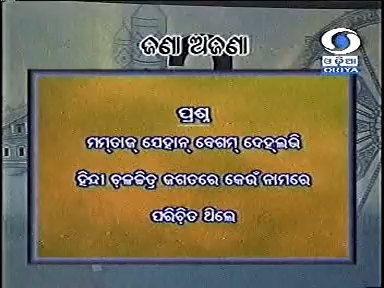 ଜଣା ଅଜଣା
ଓଡ଼ିଆ
ORIYA
ପ୍ରଶ୍ନ
ମମ୍‌ତାଜ୍ ଯେହାନ୍ ବେଗମ୍ ଦେହ୍‌ଲଭି
ହିନ୍ଦୀ ଚଳଚ୍ଚିତ୍ର ଜଗତରେ କେଉଁ ନାମରେ
ପରିଚିତ ଥିଲେ